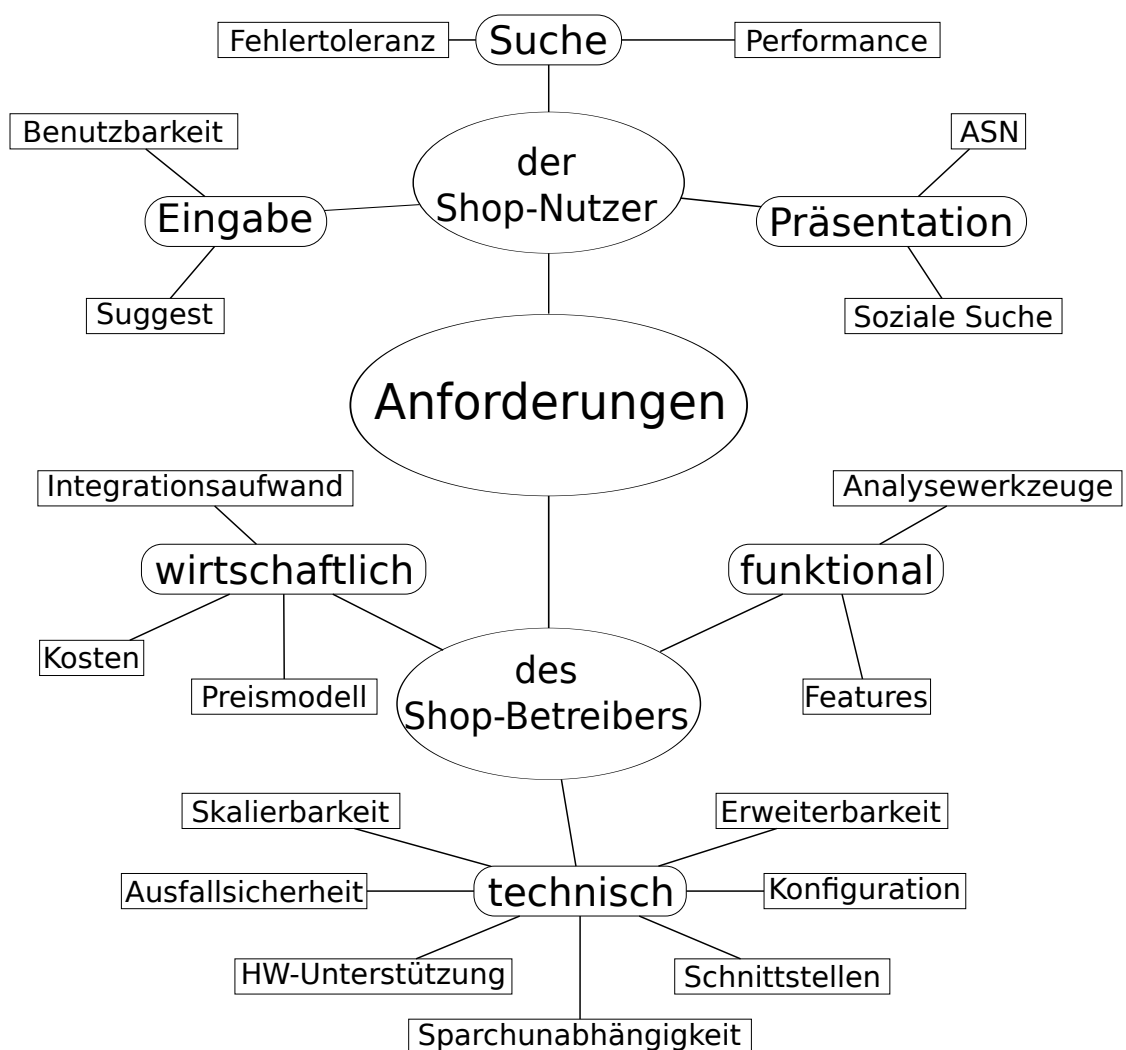 Fehlertoleranz
Suche
Performance
Benutzbarkeit
ASN
der
Shop-Nutzer
Eingabe
Präsentation
Suggest
Soziale Suche
Anforderungen
Integrationsaufwand
Analysewerkzeuge
wirtschaftlich
funktional
Kosten
Preismodell
des
Shop-Betreibers
Features
Skalierbarkeit
Erweiterbarkeit
Ausfallsicherheit
technisch
Konfiguration
HW-Unterstützung
Schnittstellen
Sparchunabhängigkeit